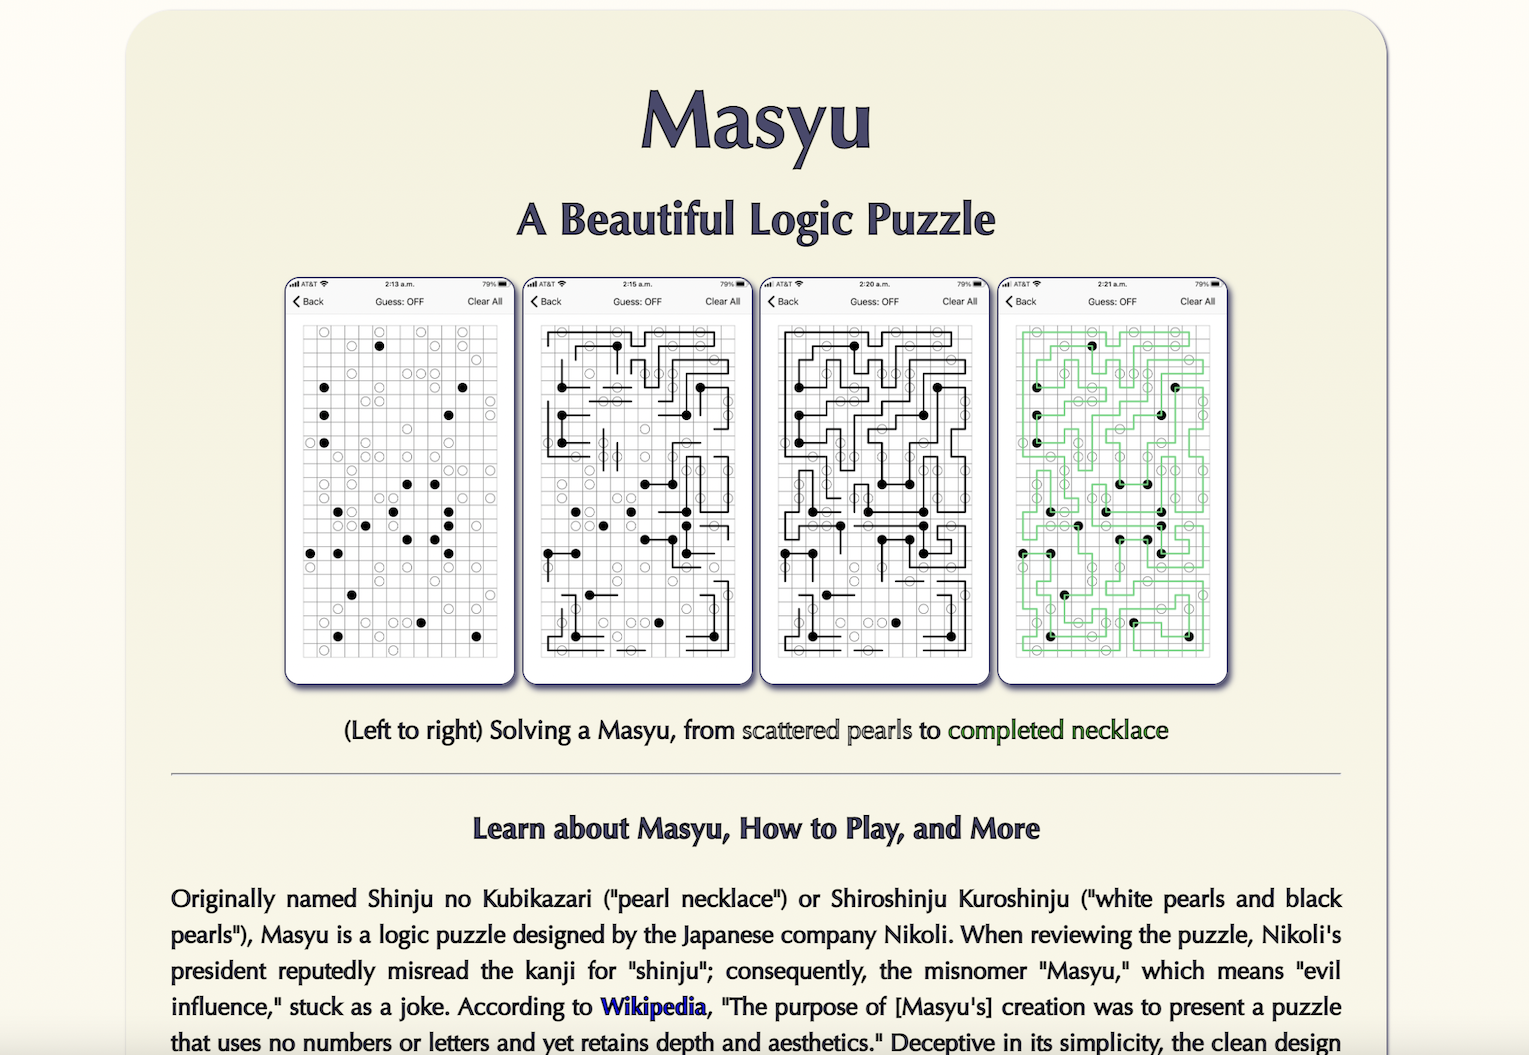 Masyu
A Beautiful Logic Puzzle
AT&T 2:13 a.m. 79%
Back Guess: OFF Clear All
AT&T 2:15 a.m. 79%
Back Guess: OFF Clear All
AT&T 2:20 a.m. 79%
Back Guess: OFF Clear All
AT&T 2:21 a.m. 79%
Back Guess: OFF Clear All
(Left to right) Solving a Masyu, from scattered pearls to completed necklace
Learn about Masyu, How to Play, and More
Originally named Shinju no Kubikazari ("pearl necklace") or Shiroshinju Kuroshinju ("white pearls and black
pearls"), Masyu is a logic puzzle designed by the Japanese company Nikoli. When reviewing the puzzle, Nikoli's
president reputedly misread the kanji for "shinju"; consequently, the misnomer "Masyu," which means "evil
influence," stuck as a joke. According to Wikipedia, "The purpose of [Masyu's] creation was to present a puzzle
that uses no numbers or letters and yet retains depth and aesthetics." Deceptive in its simplicity, the clean design